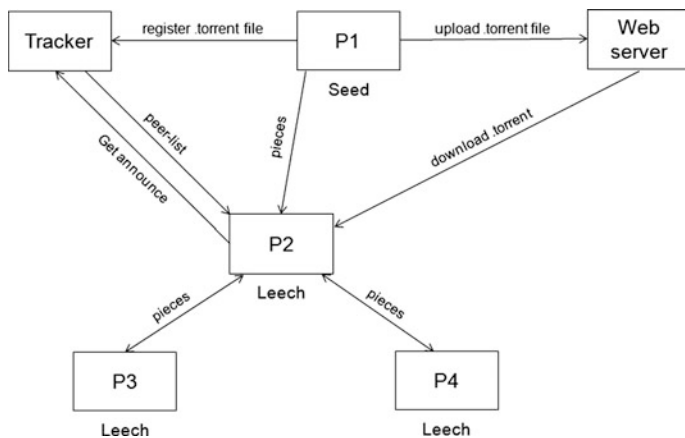 Tracker
register .torrent file
P1
upload .torrent file
Web
server
Seed
peer-list
Get announce
pieces
download .torrent
P2
Leech
pieces
pieces
P3
P4
Leech
Leech